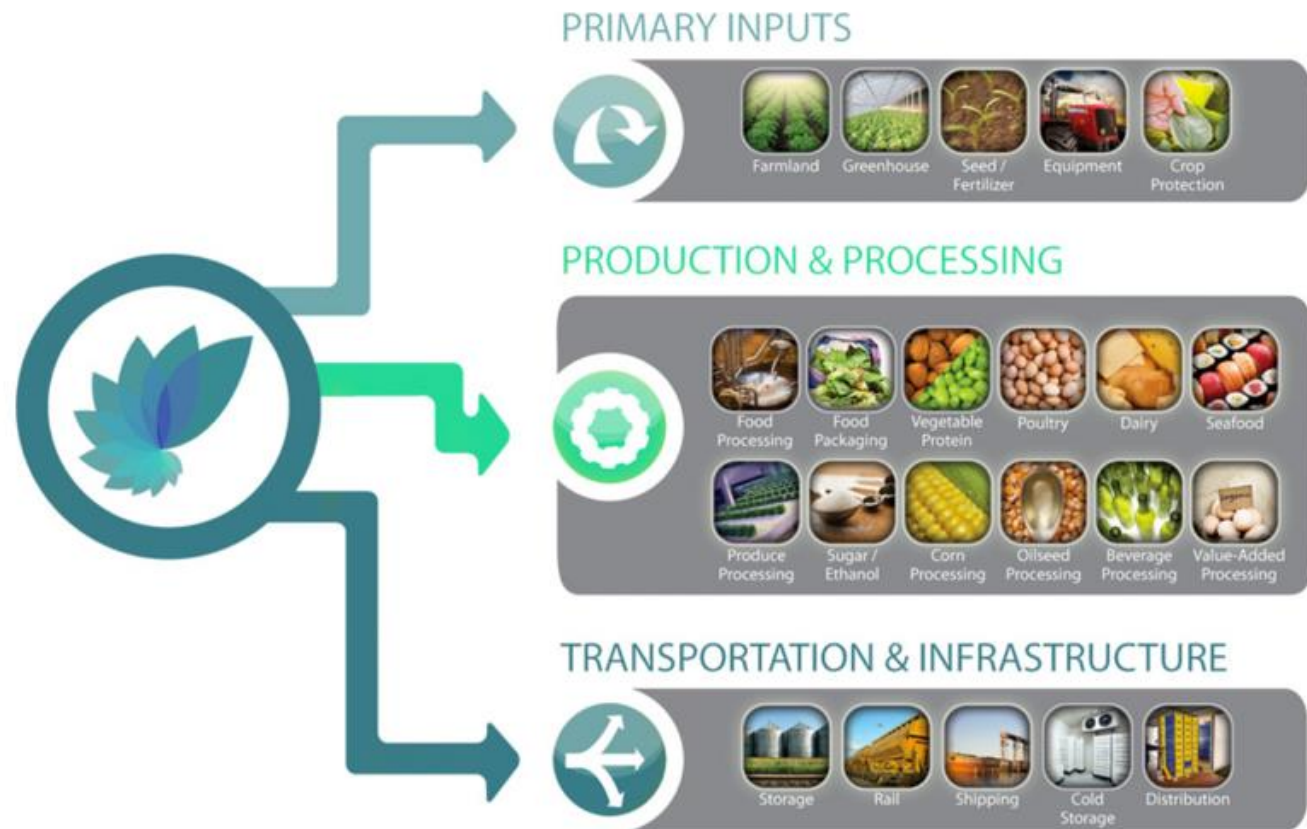 PRIMARY INPUTS
Farmland
Greenhouse
Seed /
Fertilizer
Equipment
Crop
Protection
PRODUCTION & PROCESSING
Food
Processing
Food
Packaging
Vegetable
Protein
Poultry
Dairy
Seafood
Produce
Processing
Sugar /
Ethanol
Corn
Processing
Oilseed
Processing
Beverage
Processing
Value-Added
Processing
TRANSPORTATION & INFRASTRUCTURE
Storage
Rail
Shipping
Cold
Storage
Distribution